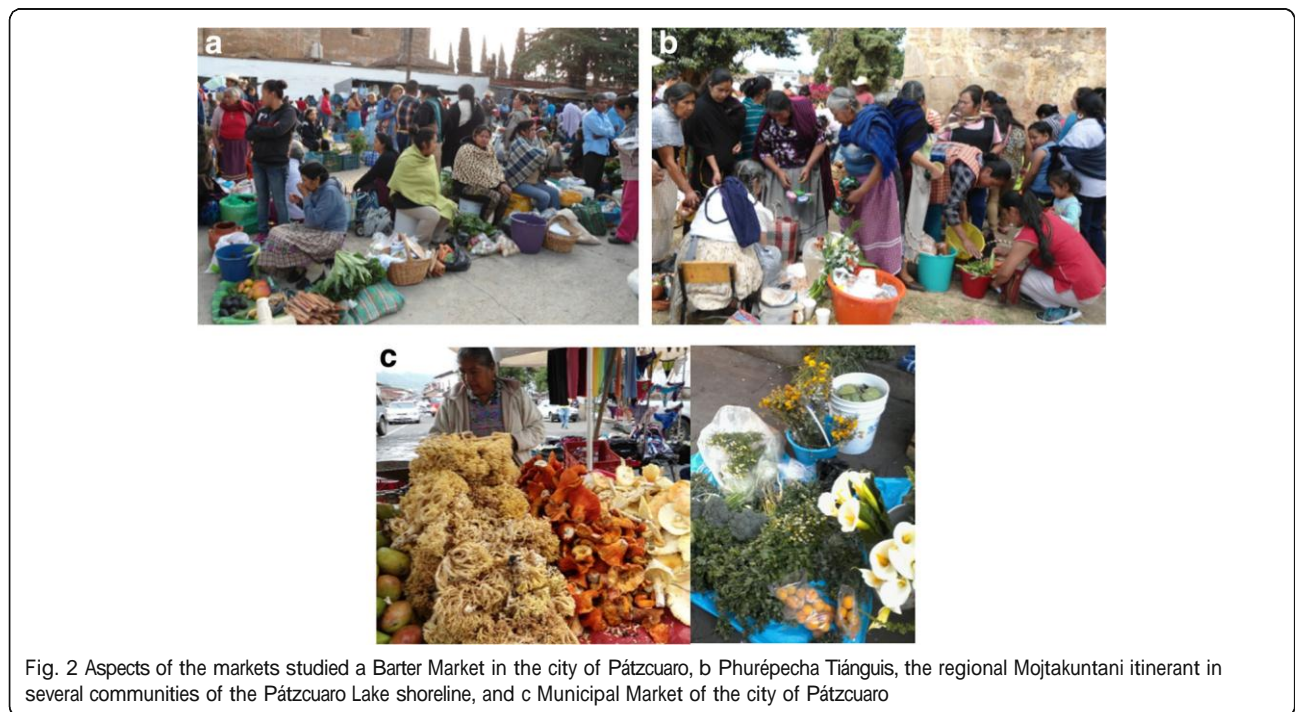 a
b
c
Fig. 2 Aspects of the markets studied a Barter Market in the city of Pátzcuaro, b Phurépecha Tiánguis, the regional Mojtakuntani itinerant in
several communities of the Pátzcuaro Lake shoreline, and c Municipal Market of the city of Pátzcuaro